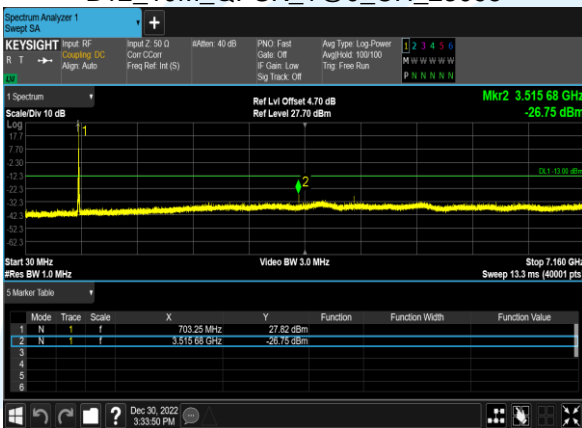 Spectrum Analyzer 1
Swept SA
KEYSIGHT
R T
LV
Input: RF
Coupling: DC
Align: Auto
Input Z: 50 Ω
Corr CCorr
Freq Ref: Int (S)
#Atten: 40 dB
PNO: Fast
Gate: Off
IF Gain: Low
Sig Track: Off
Avg Type: Log-Power
Avg|Hold: 100/100
Trig: Free Run
1 2 3 4 5 6
M W W W W W
P N N N N N
1 Spectrum
Scale/Div 10 dB
Ref Lvl Offset 4.70 dB
Ref Level 27.70 dBm
Mkr2 3.515 68 GHz
-26.75 dBm
Log
17.7
7.70
-2.30
-12.3
-22.3
-32.3
-42.3
-52.3
-62.3
1
2
DL1 -13.00 dBm
Start 30 MHz
#Res BW 1.0 MHz
Video BW 3.0 MHz
Stop 7.160 GHz
Sweep 13.3 ms (40001 pts
5 Marker Table
Mode Trace Scale X Y Function Function Width Function Value
1 N 1 f 703.25 MHz 27.82 dBm
2 N 1 f 3.515 68 GHz -26.75 dBm
3
4
5
6
?
Dec 30, 2022
3:33:50 PM